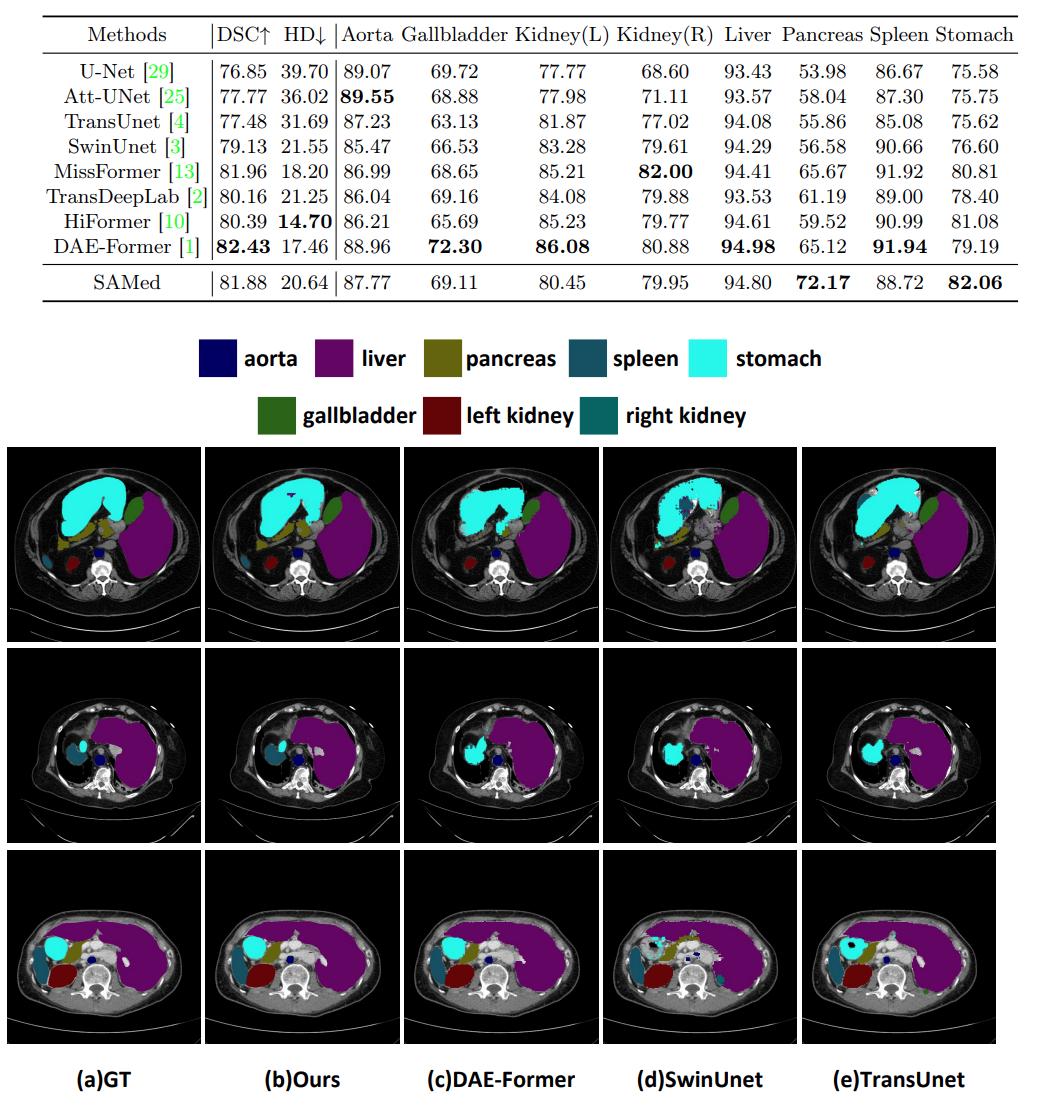 Methods DSC↑ HD↓ Aorta Gallbladder Kidney(L) Kidney(R) Liver Pancreas Spleen Stomach
U-Net [29] 76.85 39.70 89.07 69.72 77.77 68.60 93.43 53.98 86.67 75.58
Att-UNet [25] 77.77 36.02 89.55 68.88 77.98 71.11 93.57 58.04 87.30 75.75
TransUnet [4] 77.48 31.69 87.23 63.13 81.87 77.02 94.08 55.86 85.08 75.62
SwinUnet [3] 79.13 21.55 85.47 66.53 83.28 79.61 94.29 56.58 90.66 76.60
MissFormer [13] 81.96 18.20 86.99 68.65 85.21 82.00 94.41 65.67 91.92 80.81
TransDeepLab [2] 80.16 21.25 86.04 69.16 84.08 79.88 93.53 61.19 89.00 78.40
HiFormer [10] 80.39 14.70 86.21 65.69 85.23 79.77 94.61 59.52 90.99 81.08
DAE-Former [1] 82.43 17.46 88.96 72.30 86.08 80.88 94.98 65.12 91.94 79.19
SAMed 81.88 20.64 87.77 69.11 80.45 79.95 94.80 72.17 88.72 82.06
aorta liver pancreas spleen stomach
gallbladder left kidney right kidney
(a)GT (b)Ours (c)DAE-Former (d)SwinUnet (e)TransUnet